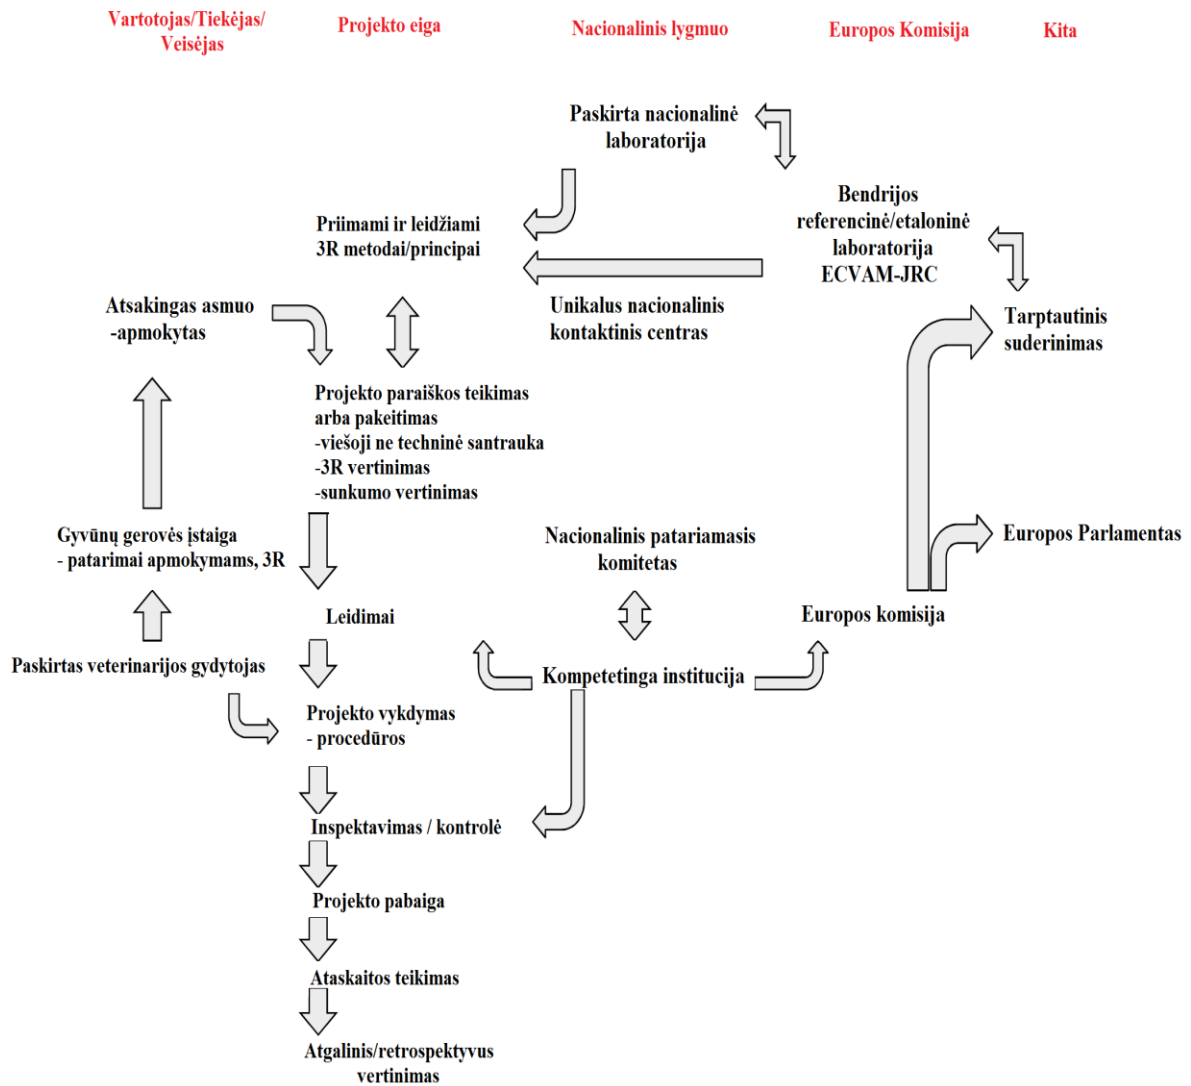 Vartotojas/Tiekėjas/
Veisėjas
Projekto eiga
Nacionalinis lygmuo
Europos Komisija
Kita
Paskirta nacionalinė
laboratorija
Bendrijos
referencinė/etaloninė
laboratorija
ECVAM-JRC
Priimami ir leidžiami
3R metodai/principai
Atsakingas asmuo
-apmokytas
Unikalus nacionalinis
kontaktinis centras
Tarptautinis
suderinimas
Projekto paraiškos teikimas
arba pakeitimas
-viešoji ne techninė santrauka
-3R vertinimas
-sunkumo vertinimas
Gyvūnų gerovės įstaiga
- patarimai apmokymams, 3R
Nacionalinis patariamasis
komitetas
Europos Parlamentas
Leidimai
Europos komisija
Paskirtas veterinarijos gydytojas
Kompetetinga institucija
Projekto vykdymas
- procedūros
Inspektavimas / kontrolė
Projekto pabaiga
Ataskaitos teikimas
Atgalinis/retrospektyvus
vertinimas